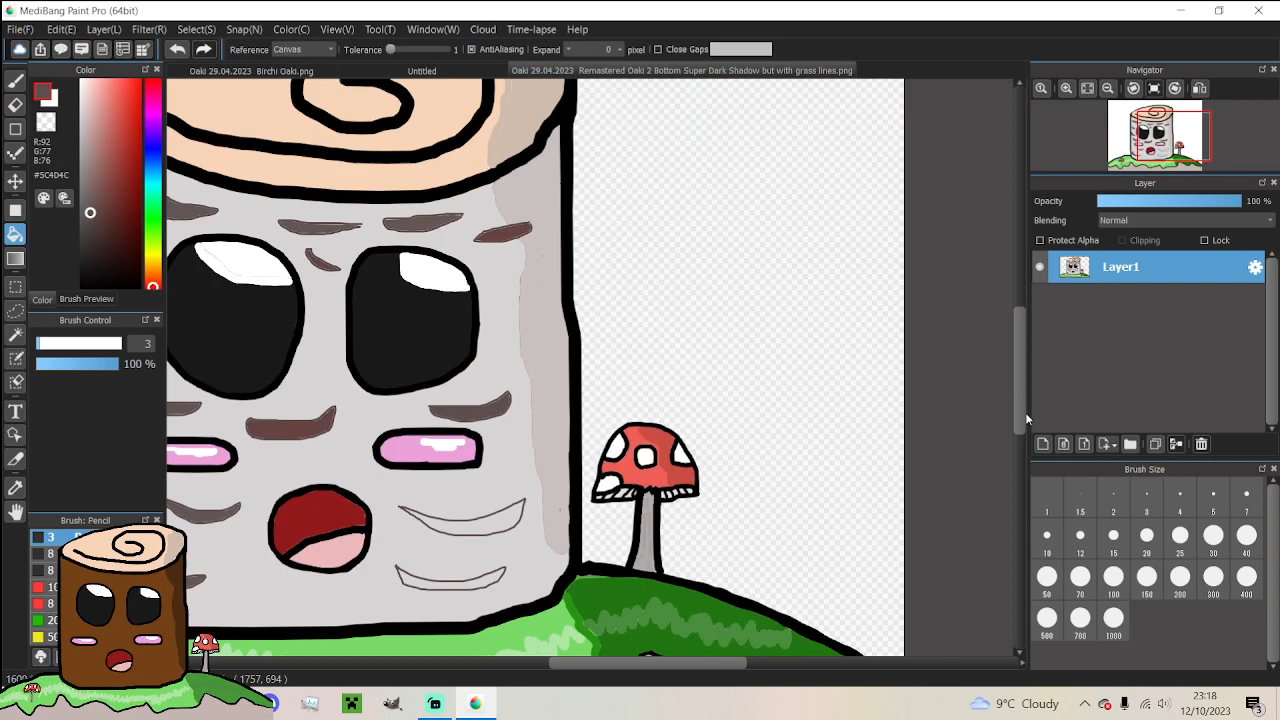 MediBang Paint Pro (64bit)
File(F) Edit(E) Layer(L) Filter(R) Select(S) Snap(N) Color(C) View(V) Tool(T) Window(W) Cloud Time-lapse Help
Reference Canvas Tolerance 1 AntiAliasing Expand 0 pixel Close Gaps
Color
Oaki 29.04.2023 Birchi Oaki.png
Untitled
Oaki 29.04.2023 Remastered Oaki 2 Bottom Super Dark Shadow but with grass lines.png
Navigator
R:92
G:77
B:76
#5C4D4C
Color Brush Preview
Brush Control
3
100 %
Brush: Pencil
3
8
8
10
8
20
50
Layer
Opacity 100 %
Blending Normal
Protect Alpha Clipping Lock
Layer1
Brush Size
1 1.5 2 3 4 5 7
10 12 15 20 25 30 40
50 70 100 150 200 300 400
500 700 1000
(1757, 694)
9°C Cloudy
23:18
12/10/2023
3